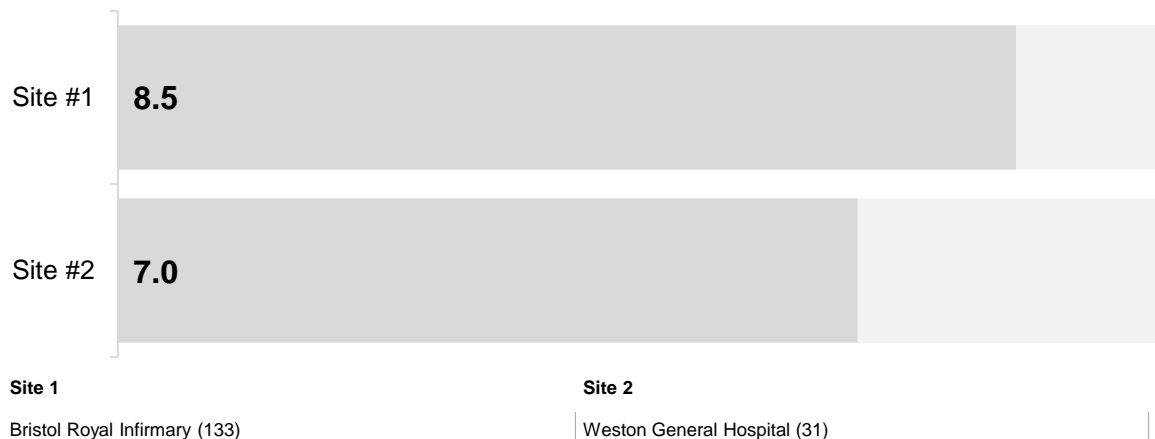 Site #1 8.5
Site #2 7.0
Site 1 Site 2
Bristol Royal Infirmary (133) Weston General Hospital (31)